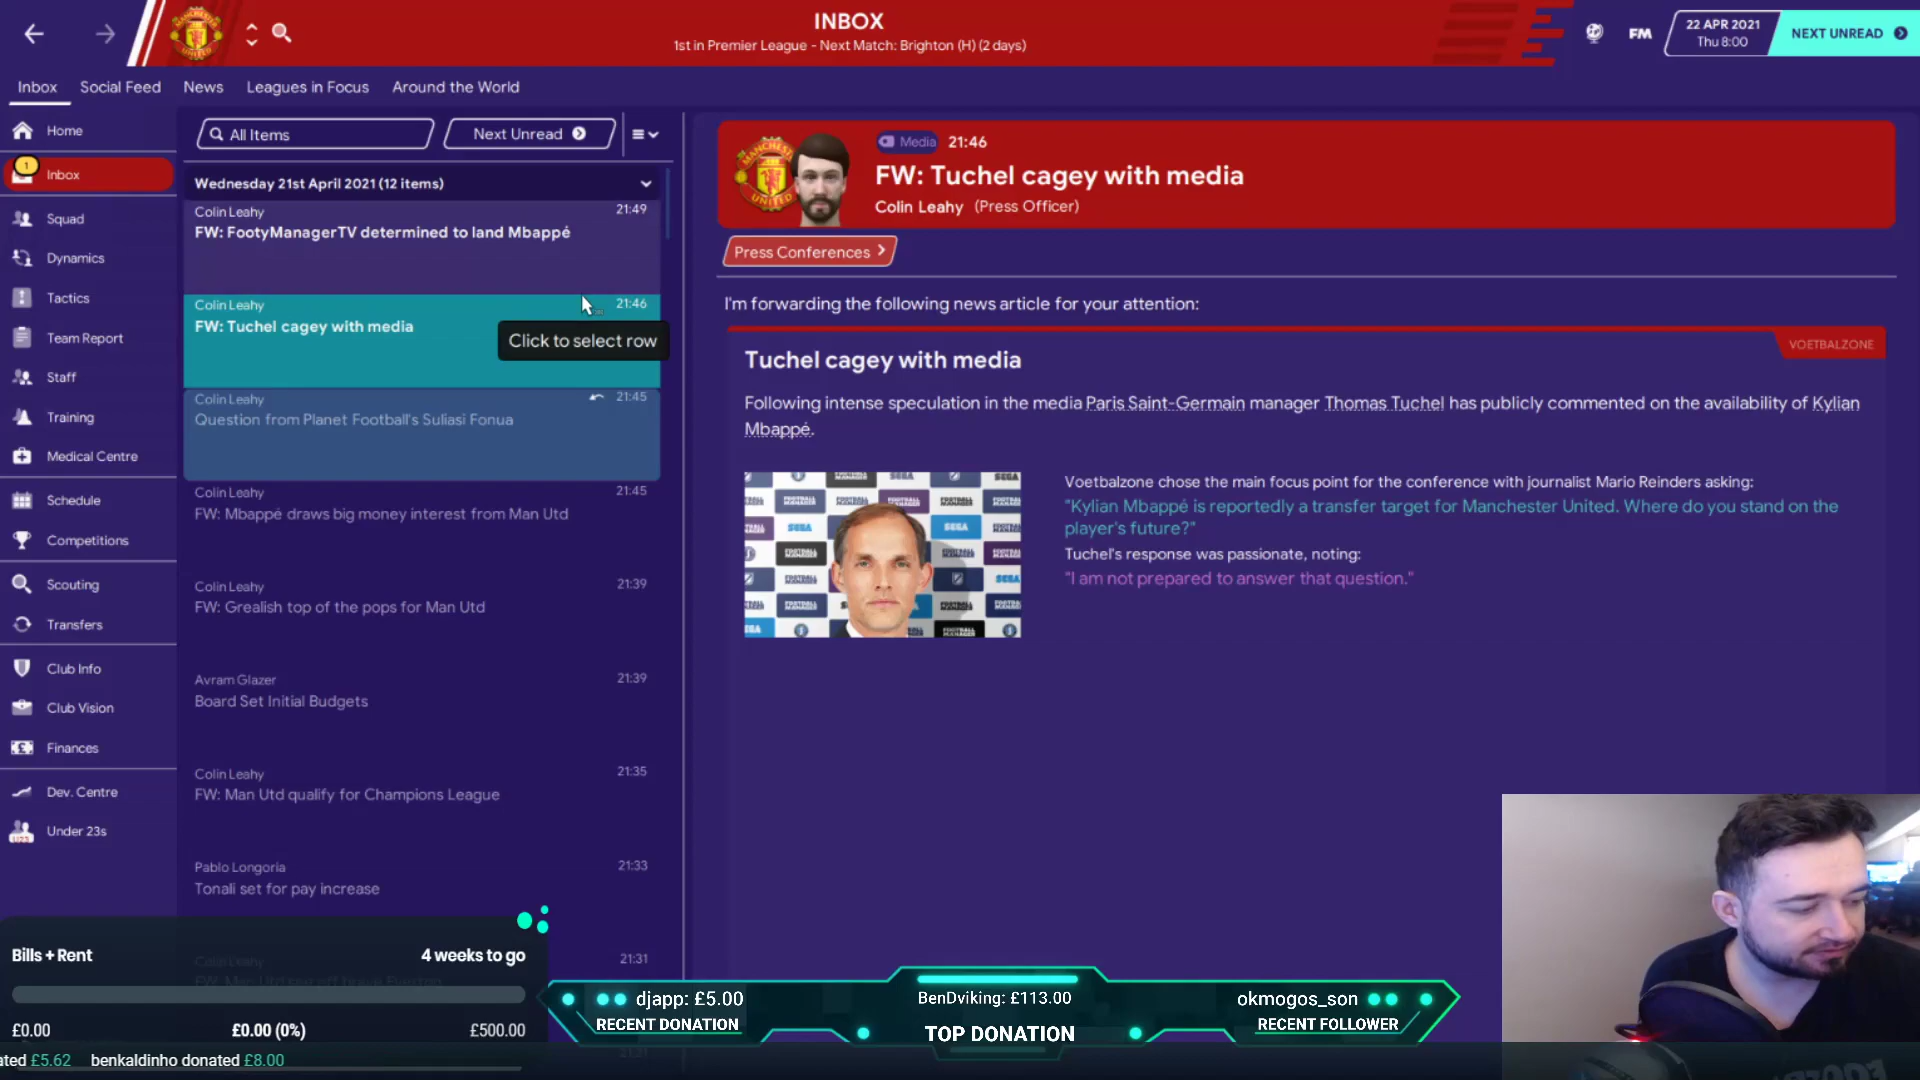 INBOX
1st in Premier League - Next Match: Brighton (H) (2 days)
FM
22 APR 2021
Thu 8:00
NEXT UNREAD
Inbox
Social Feed
News
Leagues in Focus
Around the World
Home
1
Inbox
Squad
Dynamics
Tactics
Team Report
Staff
Training
Medical Centre
Schedule
Competitions
Scouting
Transfers
Club Info
Club Vision
Finances
Dev. Centre
Under 23s
All Items
Next Unread
Wednesday 21st April 2021 (12 items)
Colin Leahy
21:49
FW: FootyManagerTV determined to land Mbappé
Colin Leahy
21:46
FW: Tuchel cagey with media
Click to select row
Colin Leahy
21:45
Question from Planet Football's Suliasi Fonua
Colin Leahy
21:45
FW: Mbappé draws big money interest from Man Utd
Colin Leahy
21:39
FW: Grealish top of the pops for Man Utd
Avram Glazer
21:39
Board Set Initial Budgets
Colin Leahy
21:35
FW: Man Utd qualify for Champions League
Pablo Longoria
21:33
Tonali set for pay increase
Colin Leahy
21:31
Media
21:46
FW: Tuchel cagey with media
Colin Leahy (Press Officer)
Press Conferences
I'm forwarding the following news article for your attention:
VOETBALZONE
Tuchel cagey with media
Following intense speculation in the media Paris Saint-Germain manager Thomas Tuchel has publicly commented on the availability of Kylian
Mbappé.
Voetbalzone chose the main focus point for the conference with journalist Mario Reinders asking:
"Kylian Mbappé is reportedly a transfer target for Manchester United. Where do you stand on the
player's future?"
Tuchel's response was passionate, noting:
"I am not prepared to answer that question."
Bills + Rent
4 weeks to go
£0.00
£0.00 (0%)
£500.00
ated £5.62 benkaldinho donated £8.00
djapp: £5.00
RECENT DONATION
BenDviking: £113.00
TOP DONATION
okmogos_son
RECENT FOLLOWER